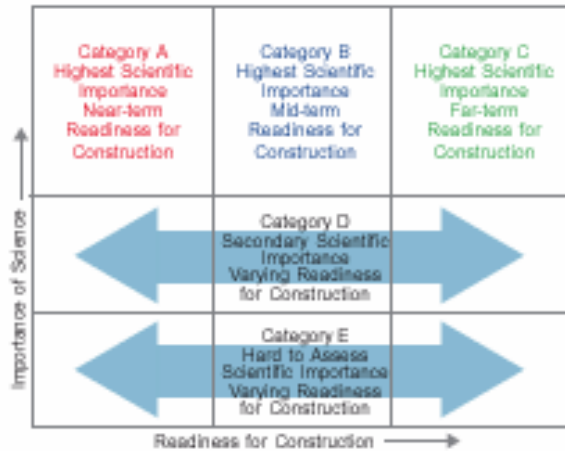 Category A
Highest Scientific
Importance
Near-term
Readiness for
Construction
Category B
Highest Scientific
Importance
Mid-term
Readiness for
Construction
Category C
Highest Scientific
Importance
Far-term
Readiness for
Construction
Category D
Secondary Scientific
Importance
Varying Readiness
for Construction
Category E
Hard to Assess
Scientific Importance
Varying Readiness
for Construction
Importance of Science
Readiness for Construction